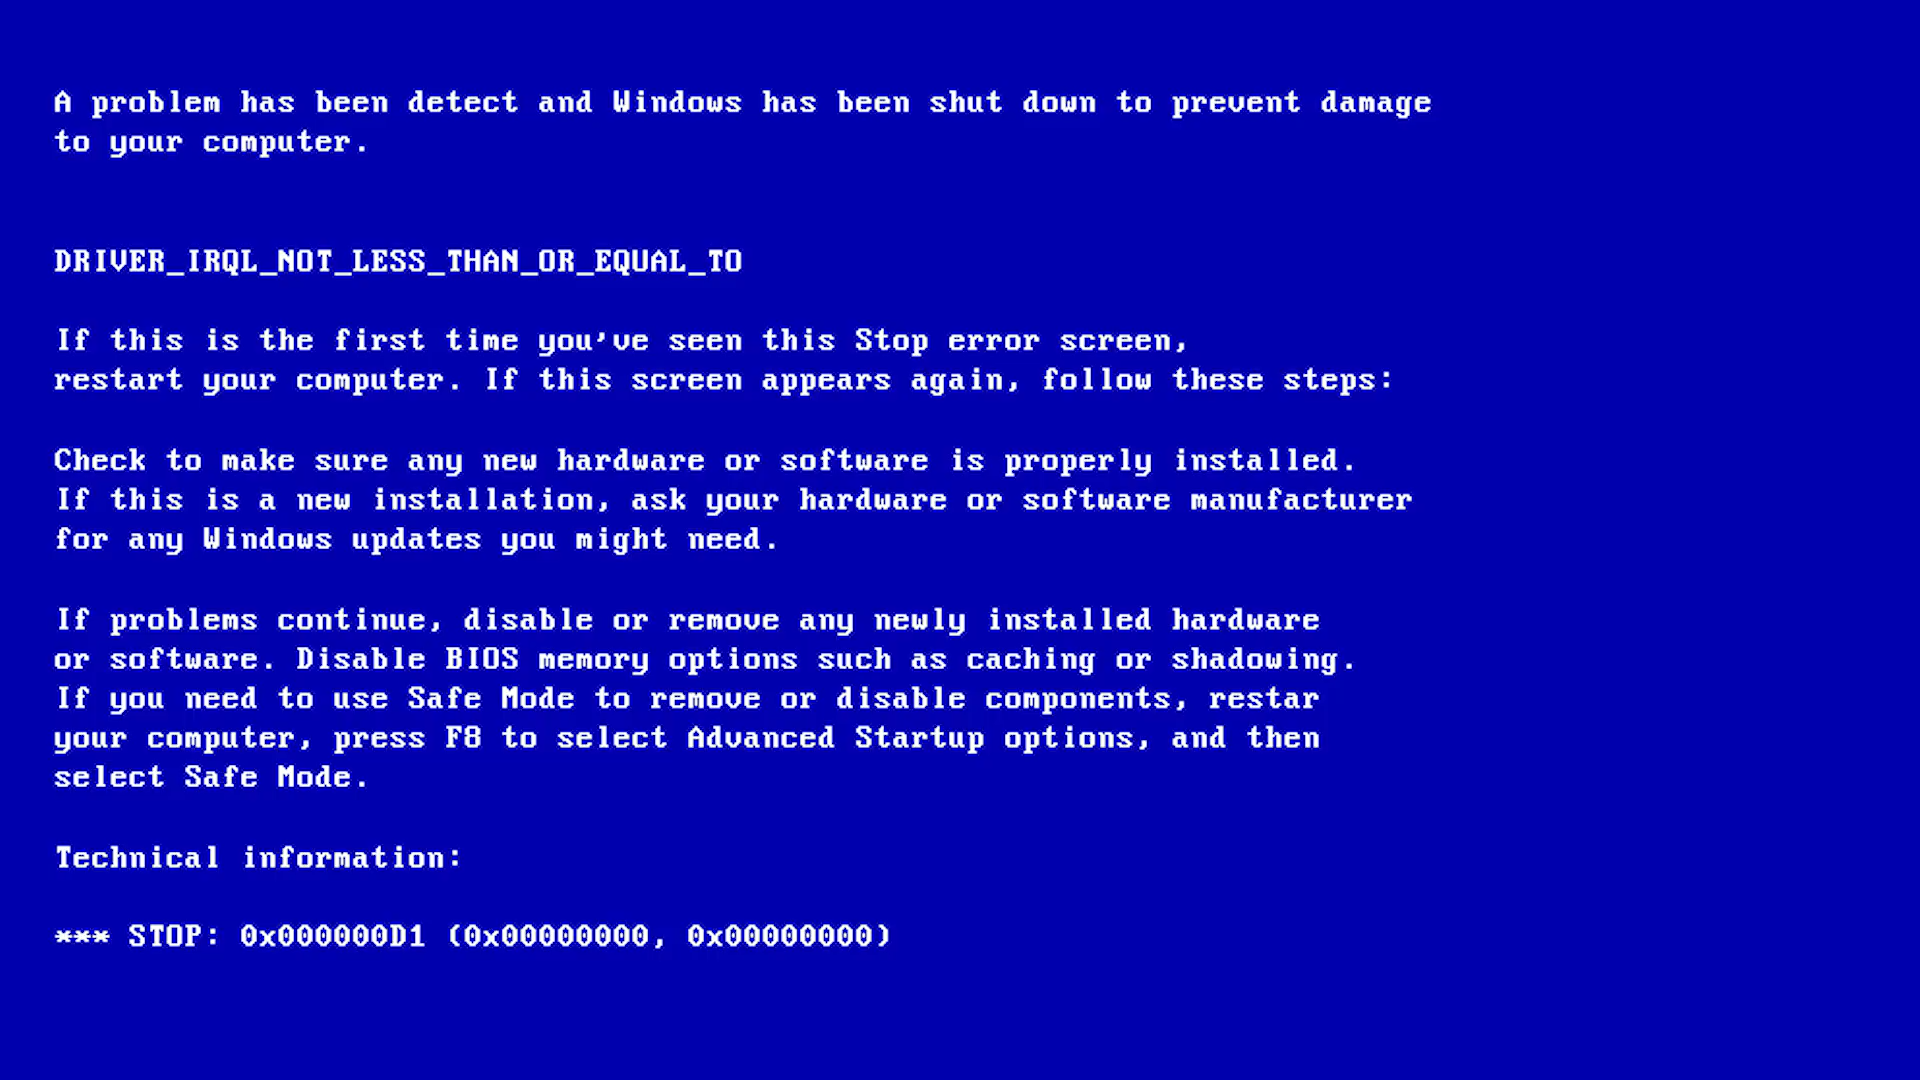 A problem has been detect and Windows has been shut down to prevent damage
to your computer.
DRIVER_IRQL_NOT_LESS_THAN_OR_EQUAL_TO
If this is the first time you've seen this Stop error screen,
restart your computer. If this screen appears again, follow these steps:
Check to make sure any new hardware or software is properly installed.
If this is a new installation, ask your hardware or software manufacturer
for any Windows updates you might need.
If problems continue, disable or remove any newly installed hardware
or software. Disable BIOS memory options such as caching or shadowing.
If you need to use Safe Mode to remove or disable components, restar
your computer, press F8 to select Advanced Startup options, and then
select Safe Mode.
Technical information:
*** STOP: 0x000000D1 (0x00000000, 0x00000000)